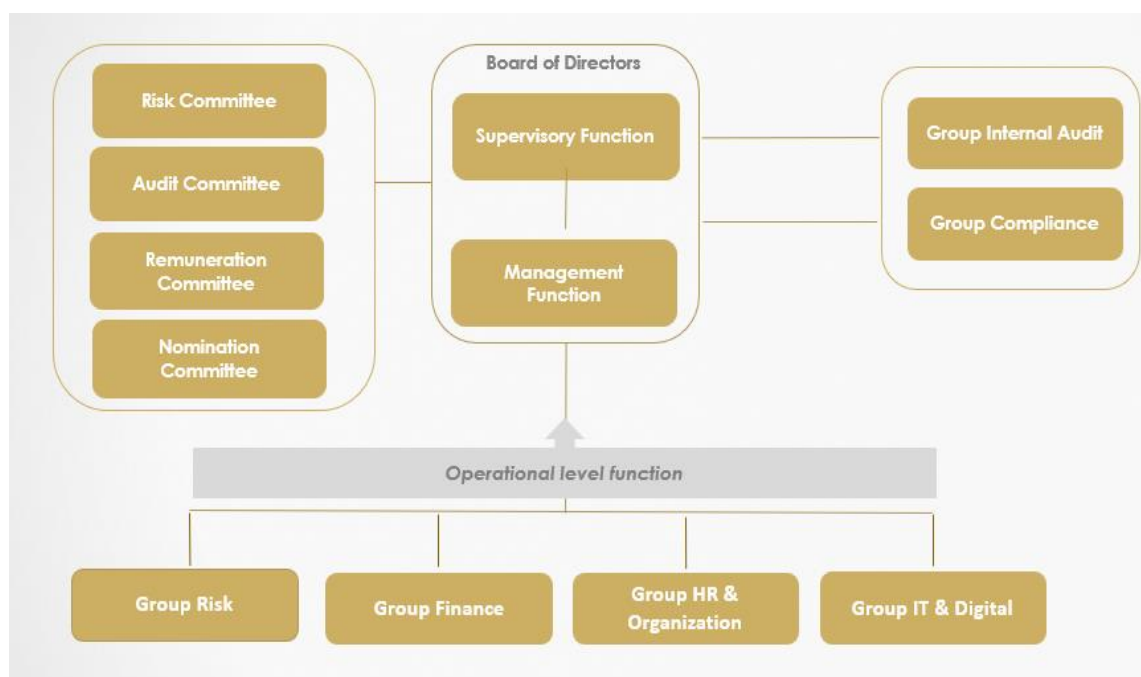 Risk Committee
Audit Committee
Remuneration
Committee
Nomination
Committee
Board of Directors
Supervisory Function
Management
Function
Group Internal Audit
Group Compliance
Operational level function
Group Risk
Group Finance
Group HR &
Organization
Group IT & Digital